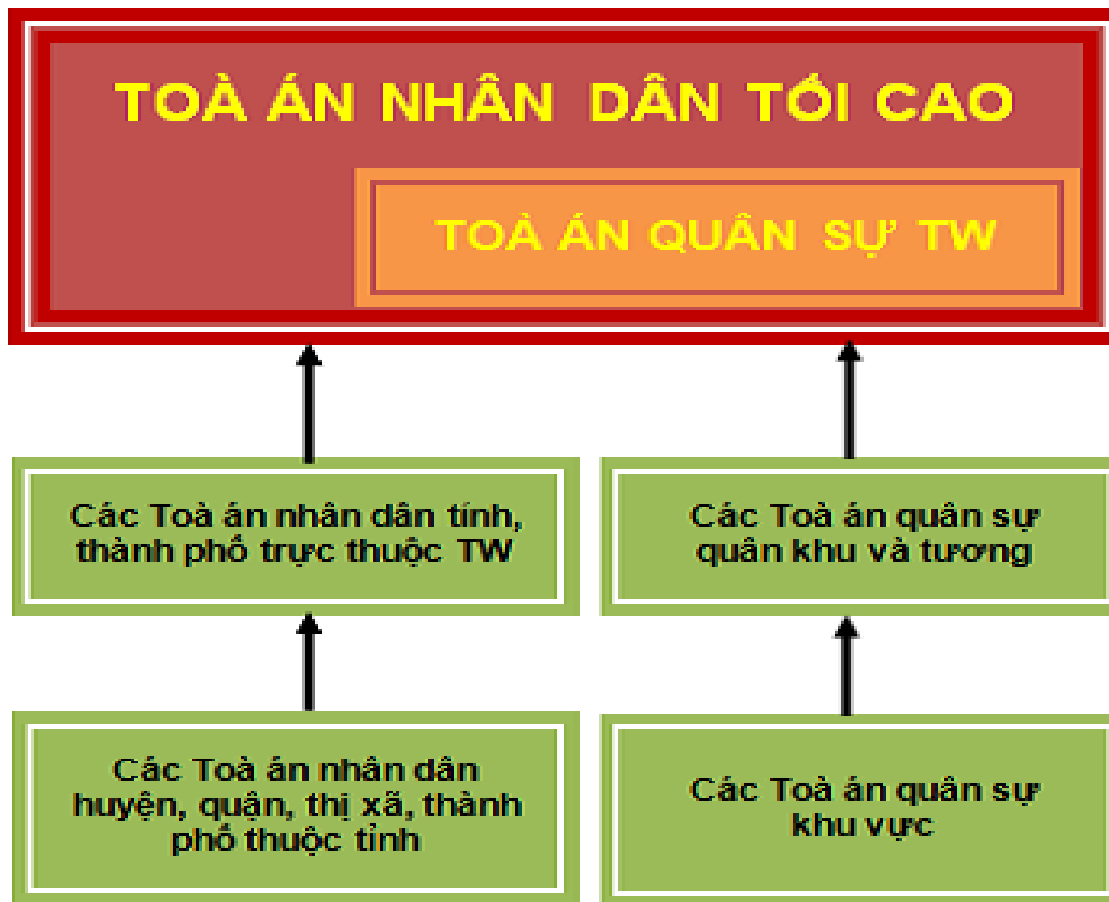 TOÀ ÁN NHÂN DÂN TỐI CAO
TOÀ ÁN QUÂN SỰ TW
Các Toà án nhân dân tỉnh,
thành phố trực thuộc TW
Các Toà án quân sự
quân khu và tương
Các Toà án nhân dân
huyện, quận, thị xã, thành
phố thuộc tỉnh
Các Toà án quân sự
khu vực